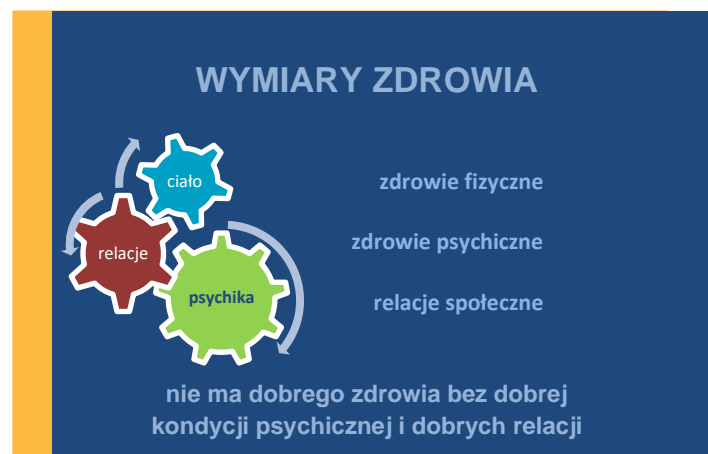 WYMIARY ZDROWIA
ciało
relacje
psychika
zdrowie fizyczne
zdrowie psychiczne
relacje społeczne
nie ma dobrego zdrowia bez dobrej
kondycji psychicznej i dobrych relacji